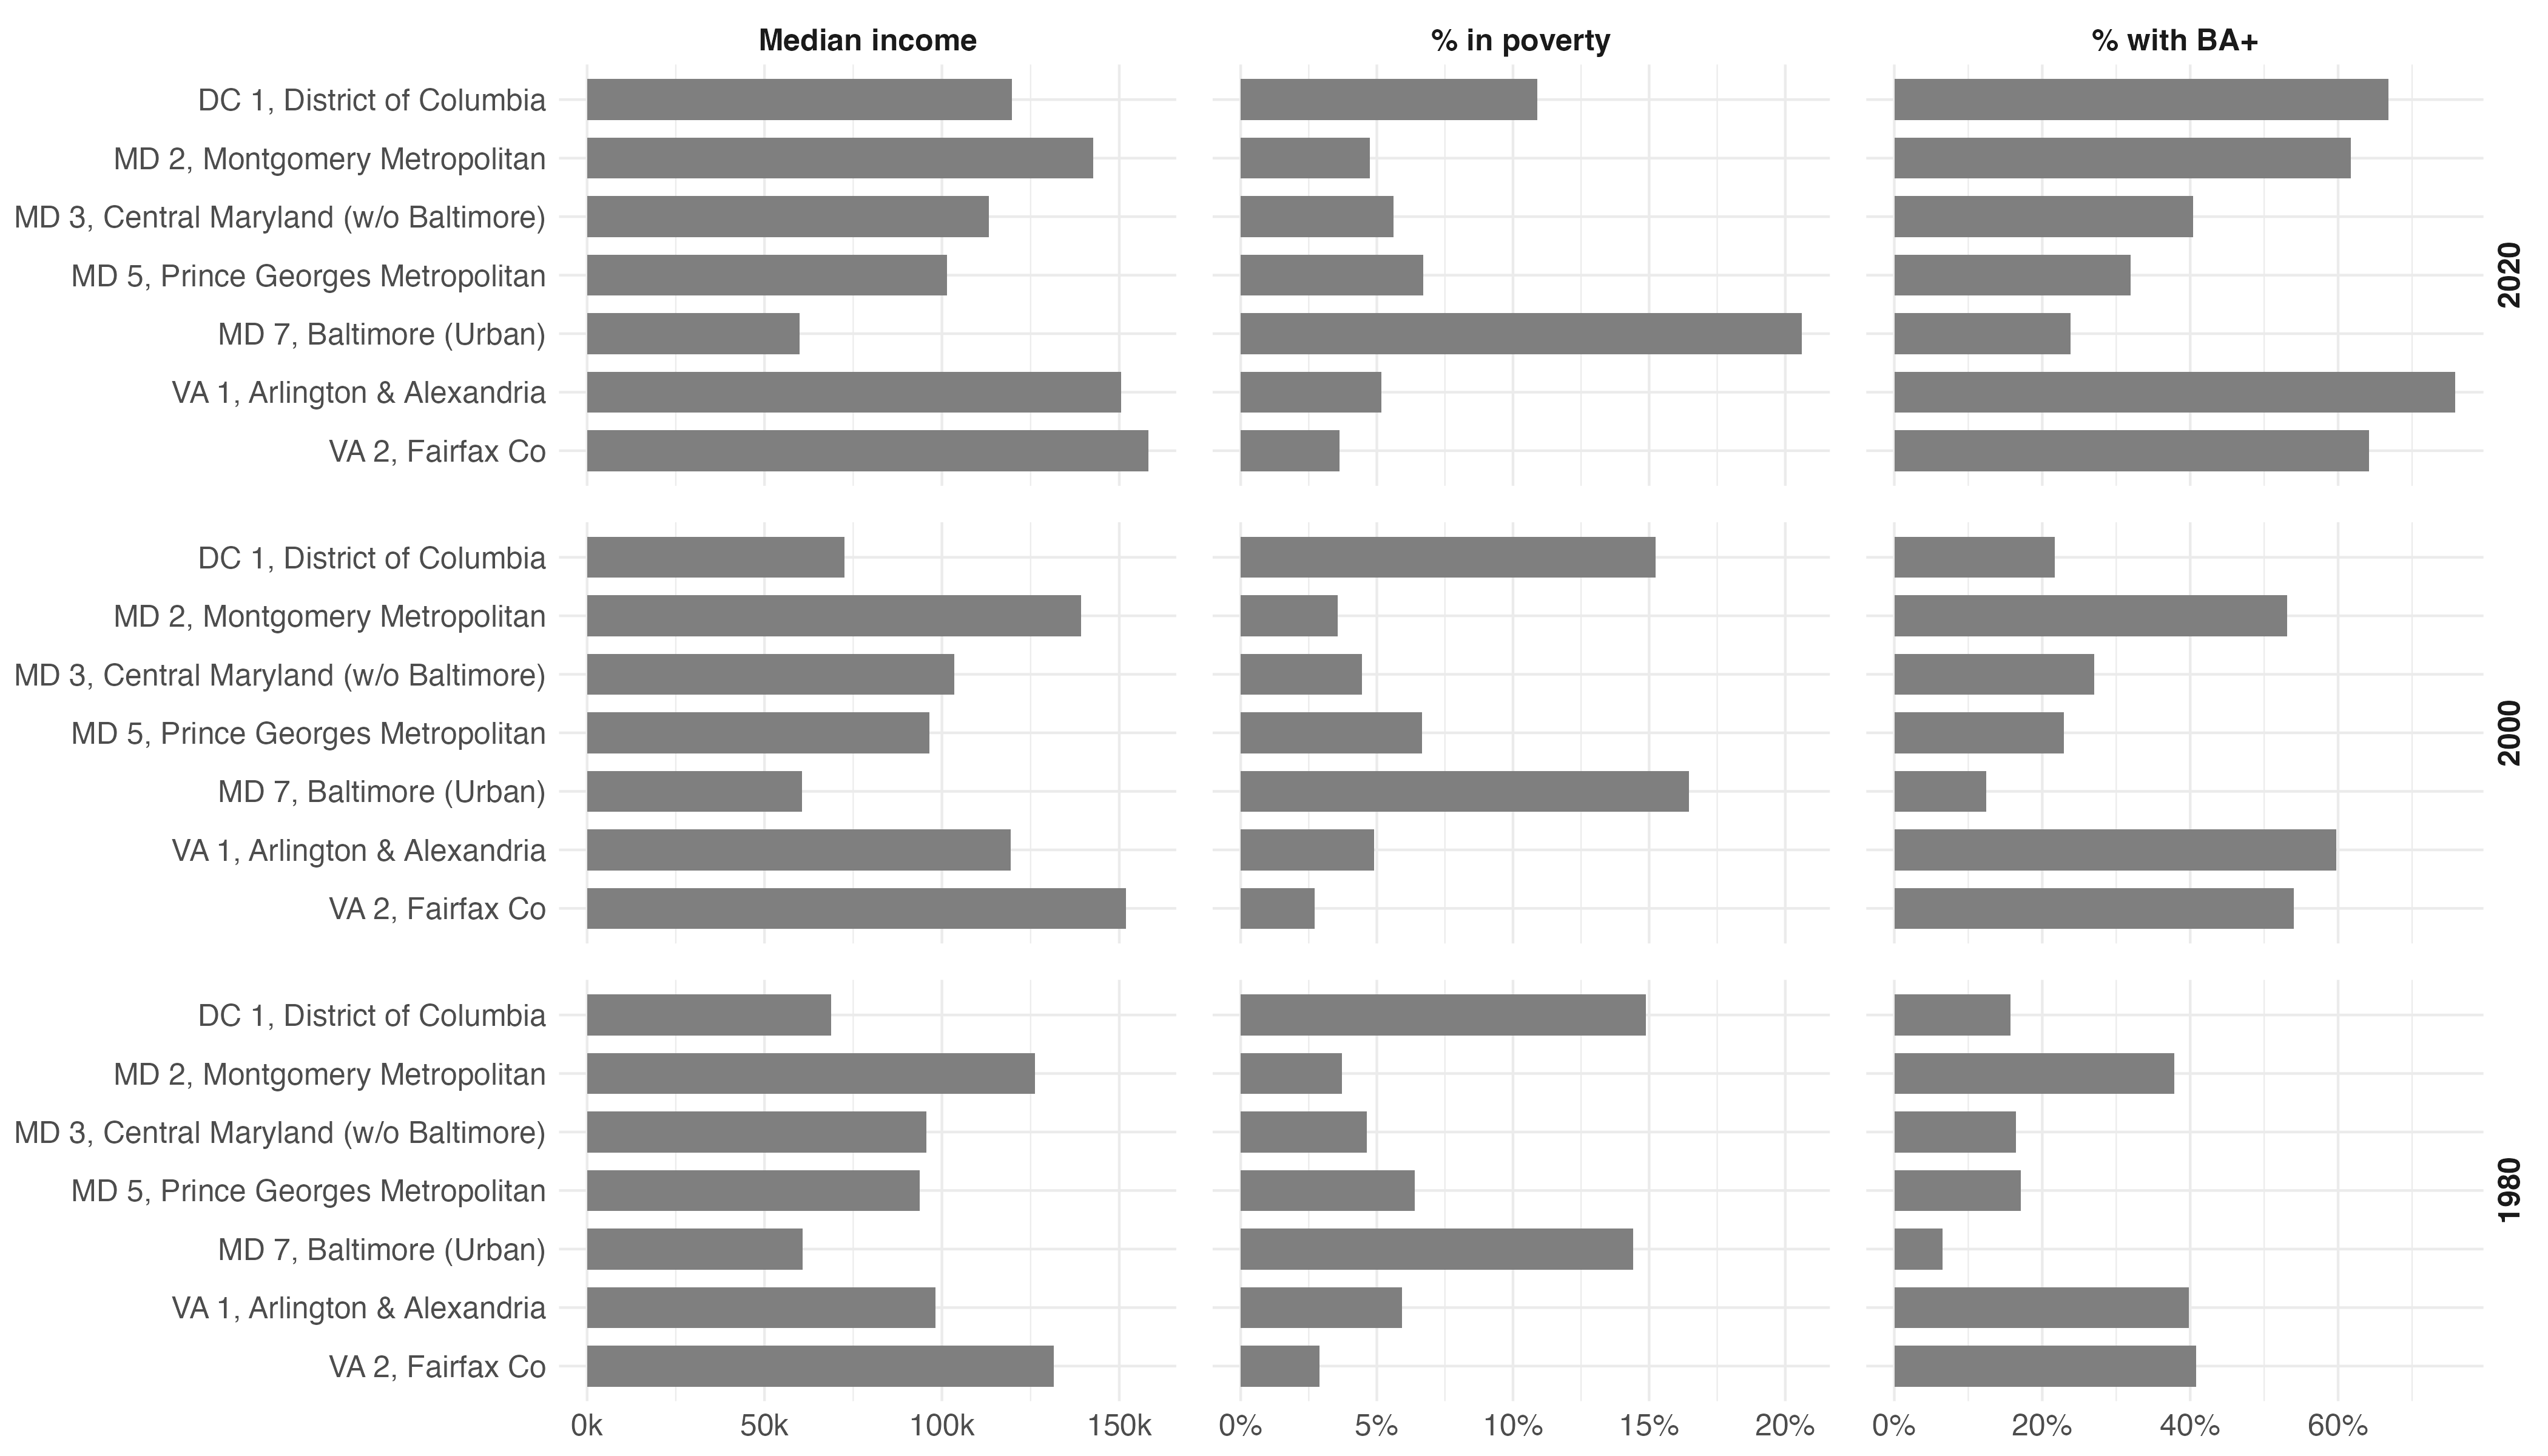 Median income % in poverty % with BA+
DC 1, District of Columbia
MD 2, Montgomery Metropolitan
MD 3, Central Maryland (w/o Baltimore)
MD 5, Prince Georges Metropolitan
MD 7, Baltimore (Urban)
VA 1, Arlington & Alexandria
VA 2, Fairfax Co
2020
DC 1, District of Columbia
MD 2, Montgomery Metropolitan
MD 3, Central Maryland (w/o Baltimore)
MD 5, Prince Georges Metropolitan
MD 7, Baltimore (Urban)
VA 1, Arlington & Alexandria
VA 2, Fairfax Co
2000
DC 1, District of Columbia
MD 2, Montgomery Metropolitan
MD 3, Central Maryland (w/o Baltimore)
MD 5, Prince Georges Metropolitan
MD 7, Baltimore (Urban)
VA 1, Arlington & Alexandria
VA 2, Fairfax Co
1980
0k 50k 100k 150k 0% 5% 10% 15% 20% 0% 20% 40% 60%